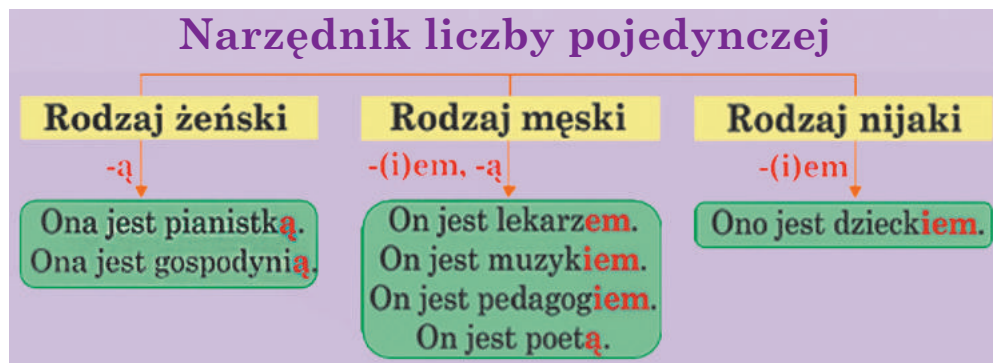 Narzędnik liczby pojedynczej
Rodzaj żeński
-ą
Ona jest pianistką.
Ona jest gospodynią.
Rodzaj męski
-(i)em, -ą
On jest lekarzem.
On jest muzykiem.
On jest pedagogiem.
On jest poetą.
Rodzaj nijaki
-(i)em
Ono jest dzieckiem.